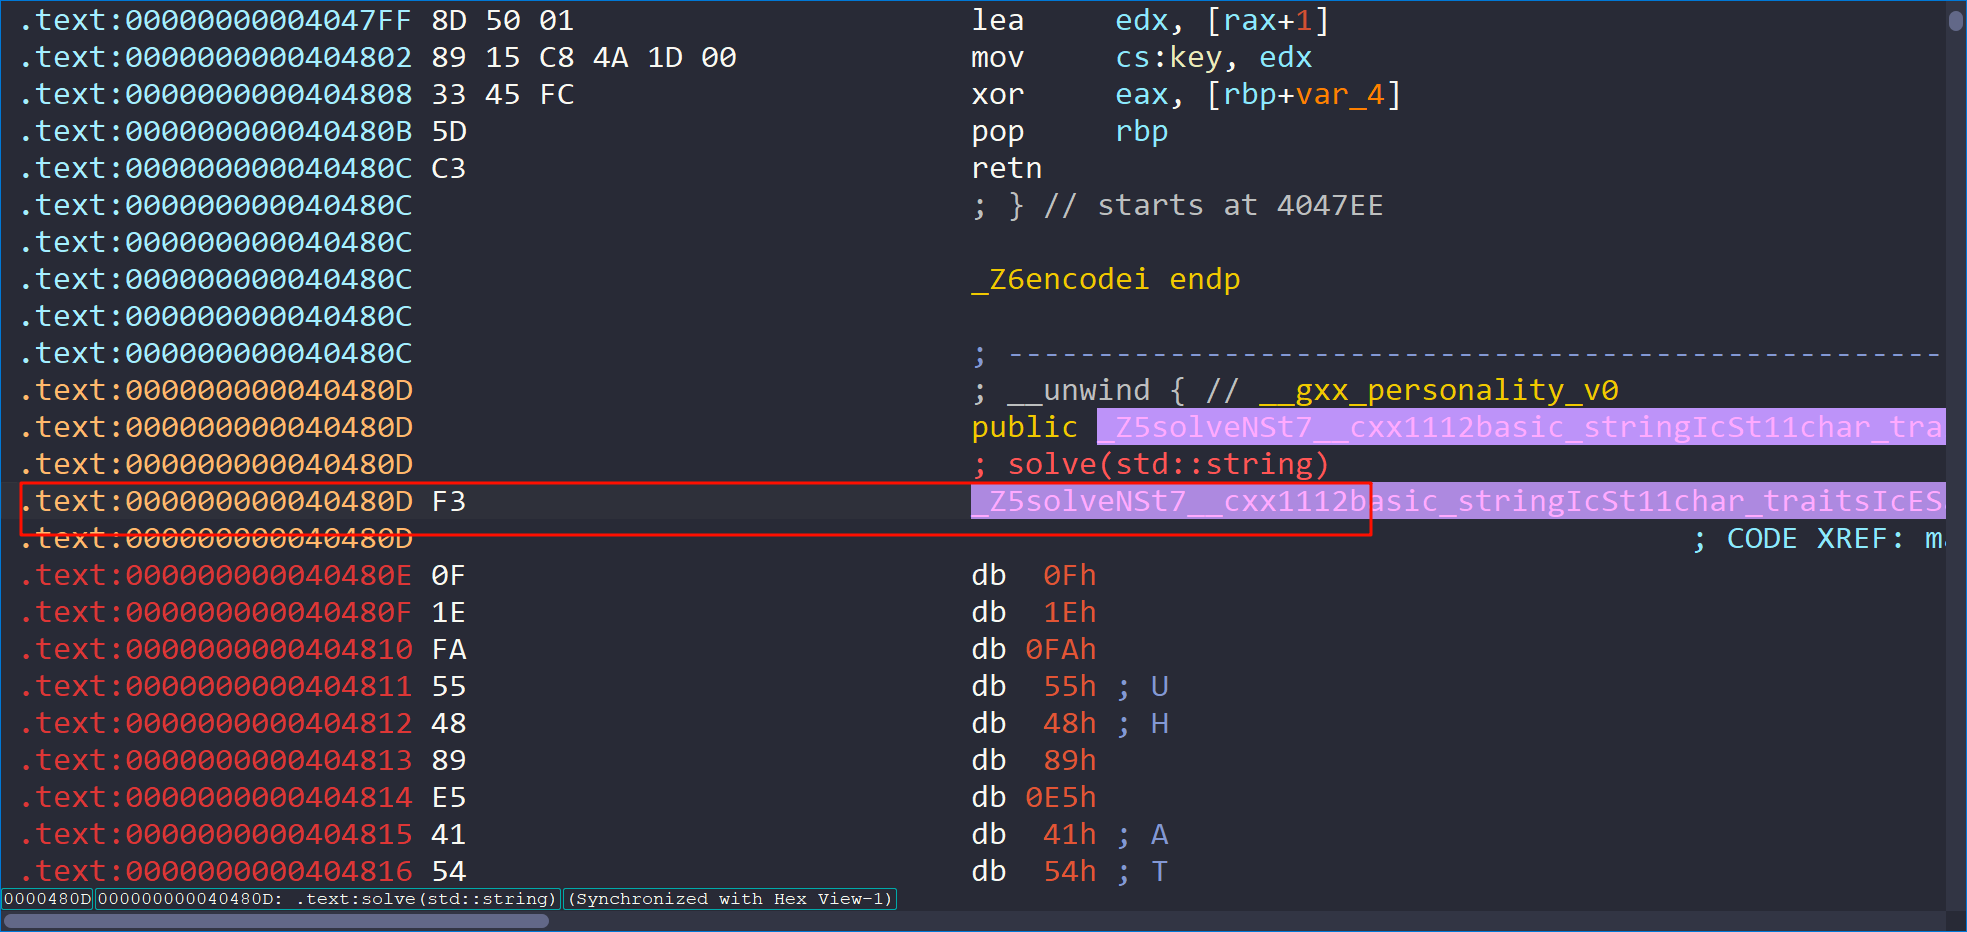 .text:00000000004047FF 8D 50 01 lea edx, [rax+1]
.text:0000000000404802 89 15 C8 4A 1D 00 mov cs:key, edx
.text:0000000000404808 33 45 FC xor eax, [rbp+var_4]
.text:000000000040480B 5D pop rbp
.text:000000000040480C C3 retn
.text:000000000040480C ; } // starts at 4047EE
.text:000000000040480C
.text:000000000040480C _Z6encodei endp
.text:000000000040480C
.text:000000000040480C ; ----------------------------------------------------
.text:000000000040480D ; __unwind { // __gxx_personality_v0
.text:000000000040480D public _Z5solveNSt7__cxx1112basic_stringIcSt11char_tra
.text:000000000040480D ; solve(std::string)
.text:000000000040480D F3 _Z5solveNSt7__cxx1112basic_stringIcSt11char_traitsIcES
.text:000000000040480D ; CODE XREF: ma
.text:000000000040480E 0F db 0Fh
.text:000000000040480F 1E db 1Eh
.text:0000000000404810 FA db 0FAh
.text:0000000000404811 55 db 55h ; U
.text:0000000000404812 48 db 48h ; H
.text:0000000000404813 89 db 89h
.text:0000000000404814 E5 db 0E5h
.text:0000000000404815 41 db 41h ; A
.text:0000000000404816 54 db 54h ; T
0000480D 000000000040480D: .text:solve(std::string) (Synchronized with Hex View-1)